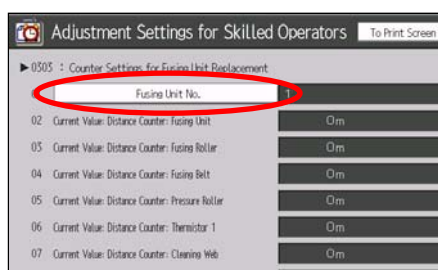 Adjustment Settings for Skilled Operators To Print Screen
►0303 : Counter Settings for Fusing Unit Replacement
Fusing Unit No. 1
02 Current Value: Distance Counter: Fusing Unit 0m
03 Current Value: Distance Counter: Fusing Roller 0m
04 Current Value: Distance Counter: Fusing Belt 0m
05 Current Value: Distance Counter: Pressure Roller 0m
06 Current Value: Distance Counter: Thermistor 1 0m
07 Current Value: Distance Counter: Cleaning Web 0m